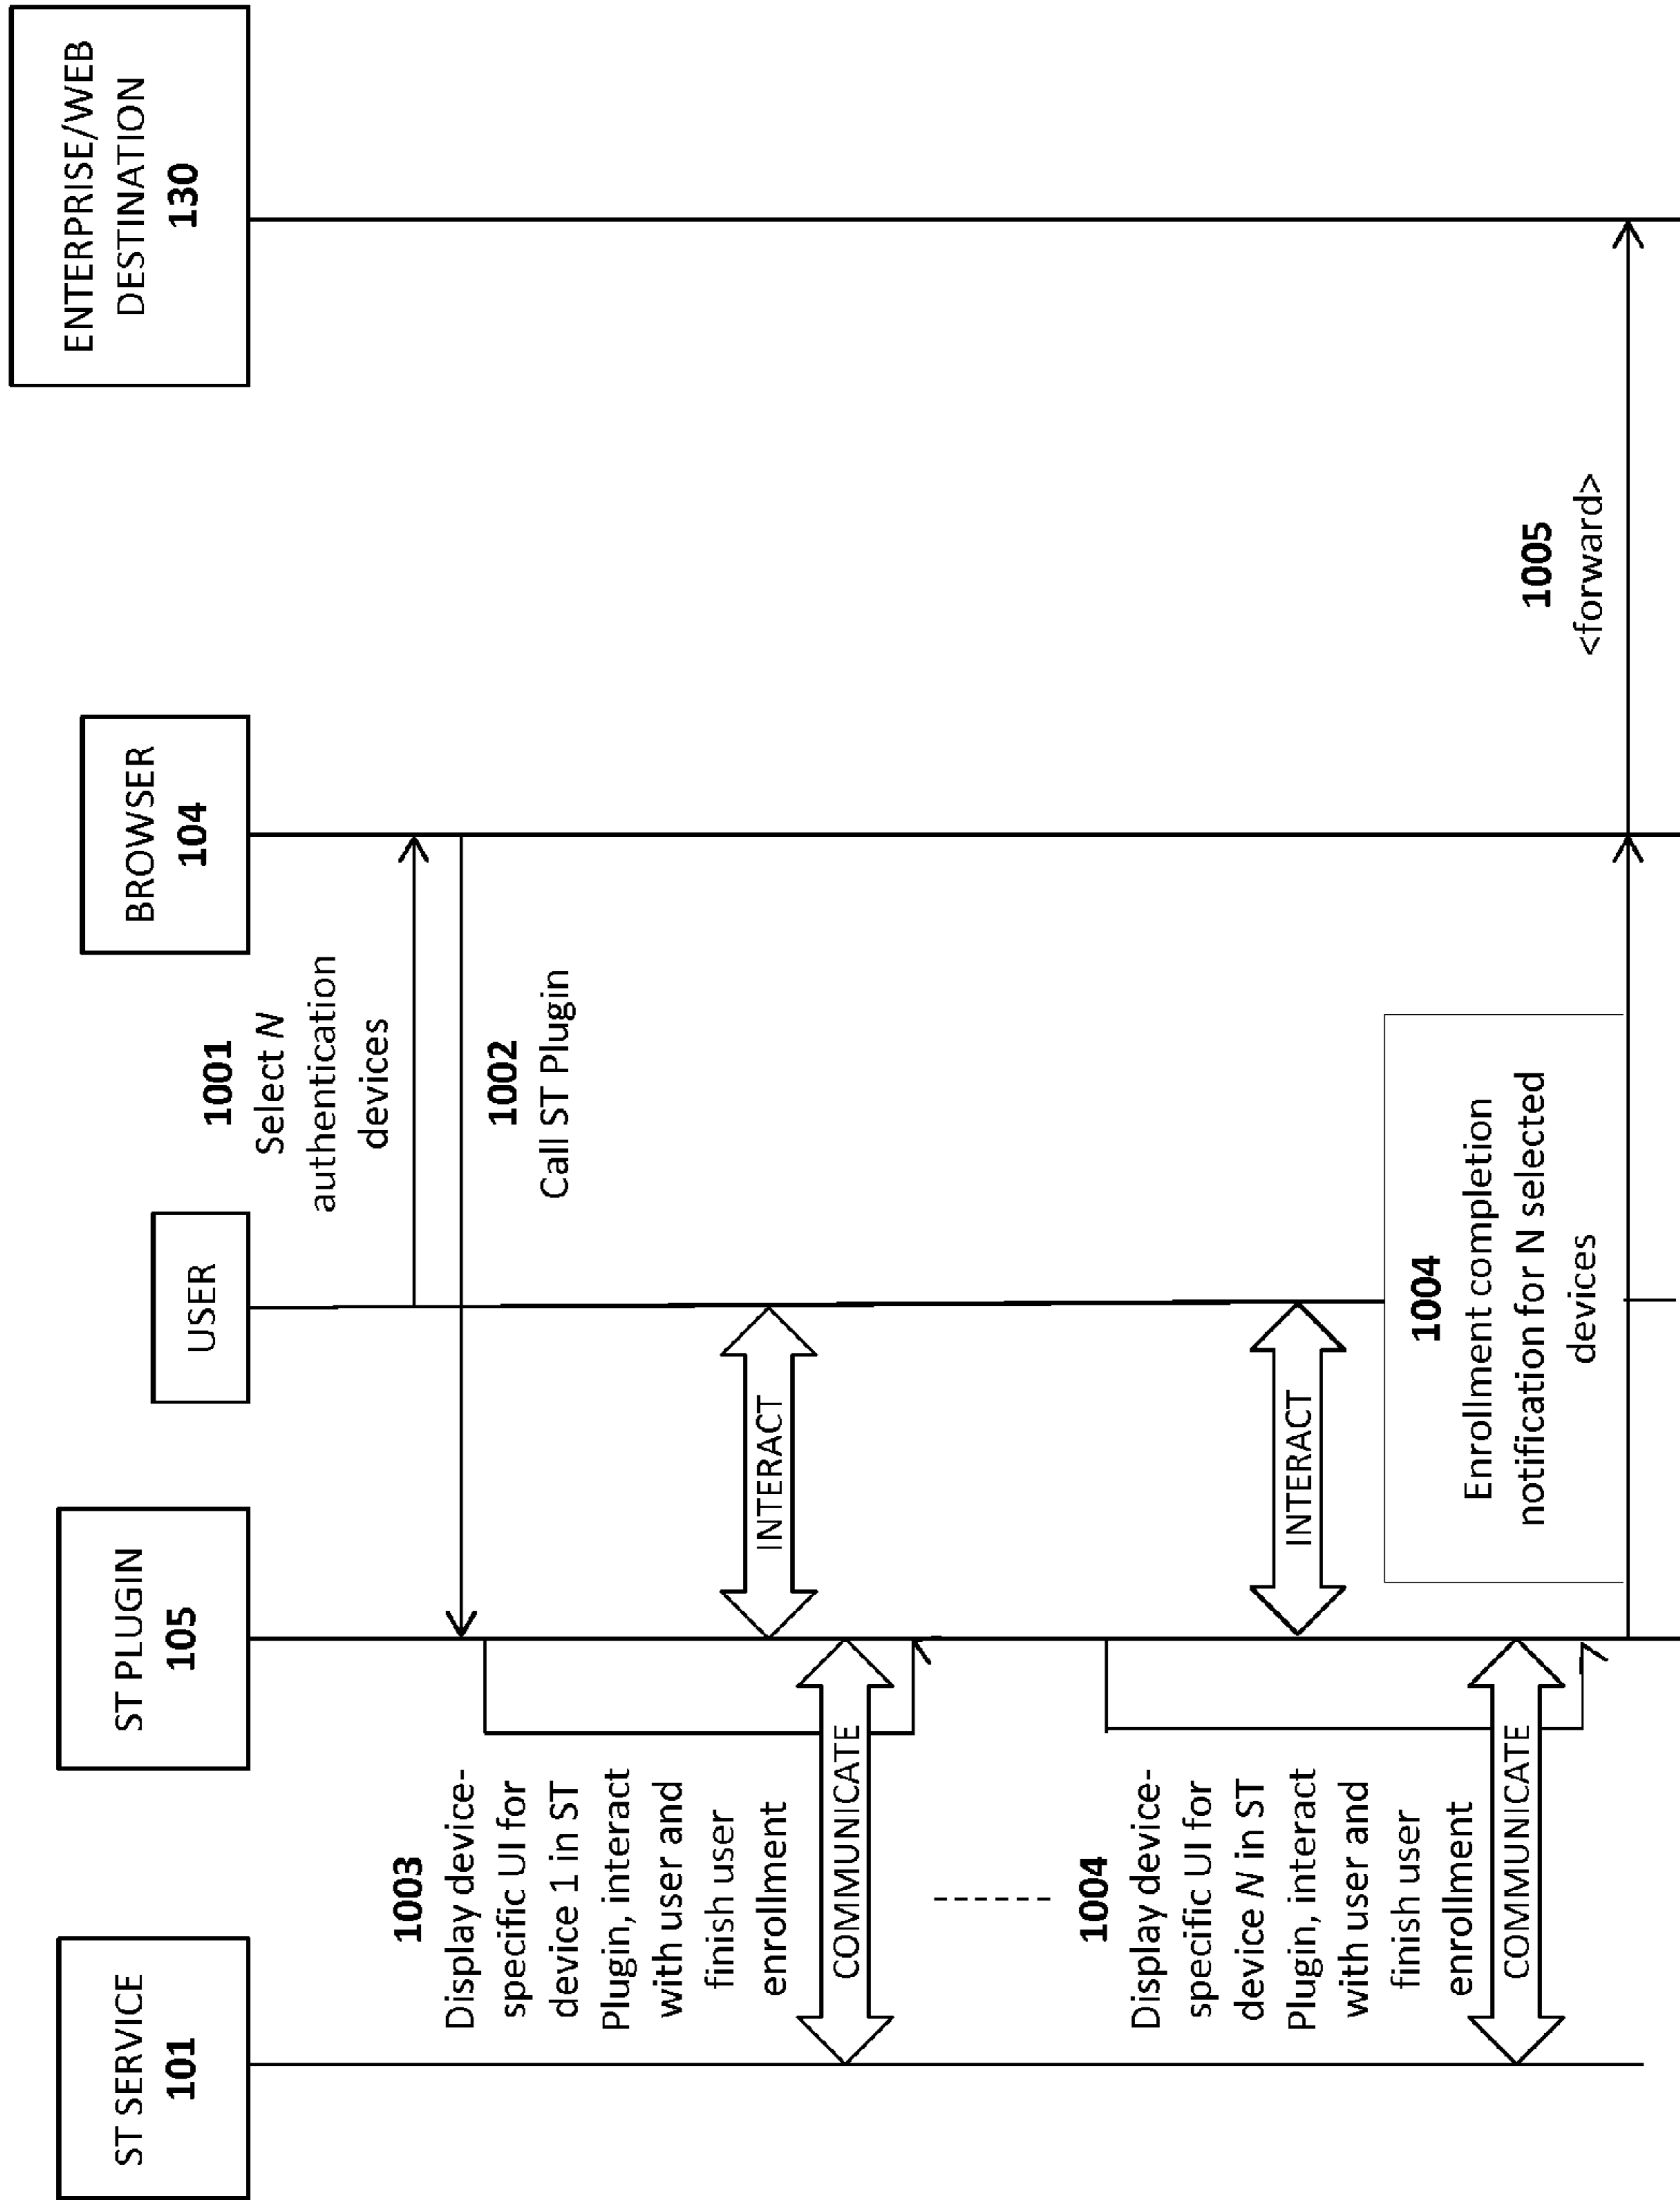 ST SERVICE
101
ST PLUGIN
105
USER
BROWSER
104
ENTERPRISE/WEB
DESTINATION
130
1001
Select N
authentication
devices
1002
Call ST Plugin
1003
Display device-
specific UI for
device 1 in ST
Plugin, interact
with user and
finish user
enrollment
INTERACT
COMMUNICATE
1004
Display device-
specific UI for
device N in ST
Plugin, interact
with user and
finish user
enrollment
INTERACT
COMMUNICATE
1004
Enrollment completion
notification for N selected
devices
1005
<forward>